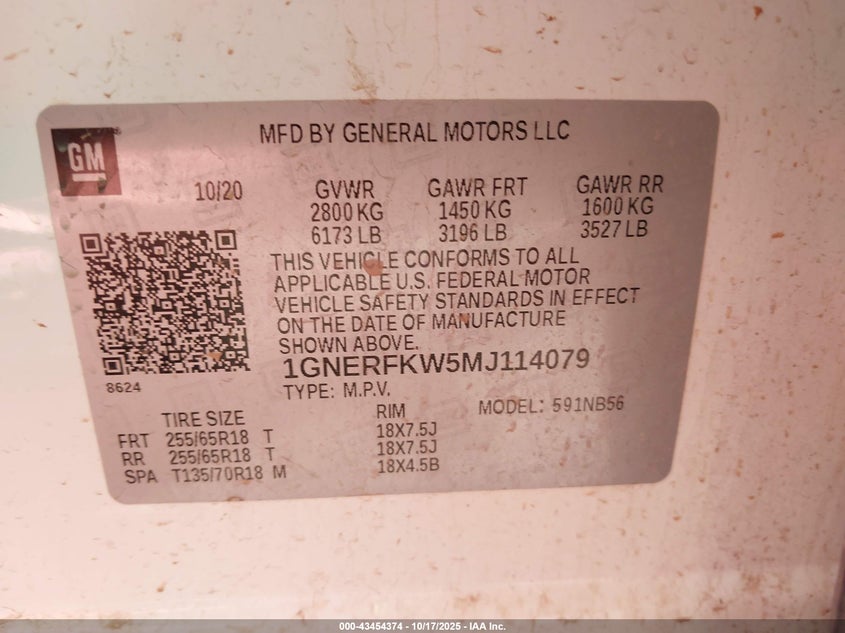 MFD BY GENERAL MOTORS LLC
GM
10/20 GVWR GAWR FRT GAWR RR
2800 KG 1450 KG 1600 KG
6173 LB 3196 LB 3527 LB
THIS VEHICLE CONFORMS TO ALL
APPLICABLE U.S. FEDERAL MOTOR
VEHICLE SAFETY STANDARDS IN EFFECT
ON THE DATE OF MANUFACTURE
SHOWN ABOVE.
1GNERFKW5MJ114079
8624
TYPE: M.P.V.
MODEL: 591NB56
TIRE SIZE RIM
FRT 255/65R18 T 18X7.5J
RR 255/65R18 T 18X7.5J
SPA T135/70R18 M 18X4.5B
000-43454374 - 10/17/2025 - IAA Inc.